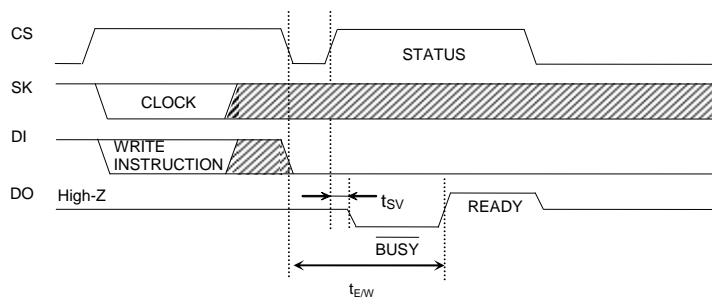 CS
STATUS
SK
CLOCK
DI
WRITE
INSTRUCTION
DO
High-Z
tSV
READY
BUSY
tE/W